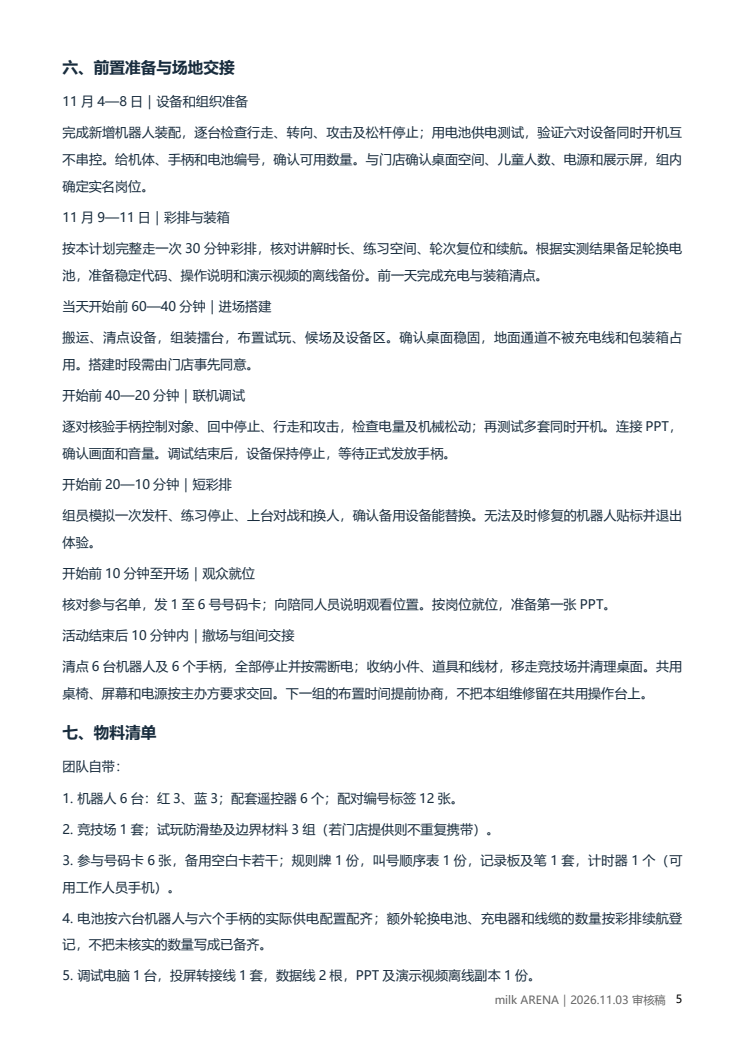 六、前置准备与场地交接
11 月 4—8 日 | 设备和组织准备
完成新增机器人装配，逐台检查行走、转向、攻击及松杆停止；用电池供电测试，验证六对设备同时开机互
不串控。给机体、手柄和电池编号，确认可用数量。与门店确认桌面空间、儿童人数、电源和展示屏，组内
确定实名岗位。
11 月 9—11 日 | 彩排与装箱
按本计划完整走一次 30 分钟彩排，核对讲解时长、练习空间、轮次复位和续航。根据实测结果备足轮换电
池，准备稳定代码、操作说明和演示视频的离线备份。前一天完成充电与装箱清点。
当天开始前 60—40 分钟 | 进场搭建
搬运、清点设备，组装擂台，布置试玩、候场及设备区。确认桌面稳固，地面通道不被充电线和包装箱占
用。搭建时段需由门店事先同意。
开始前 40—20 分钟 | 联机调试
逐对核验手柄控制对象、回中停止、行走和攻击，检查电量及机械松动；再测试多套同时开机。连接 PPT，
确认画面和音量。调试结束后，设备保持停止，等待正式发放手柄。
开始前 20—10 分钟 | 短彩排
组员模拟一次发杆、练习停止、上台对战和换人，确认备用设备能替换。无法及时修复的机器人贴标并退出
体验。
开始前 10 分钟至开场 | 观众就位
核对参与名单，发 1 至 6 号号码卡；向陪同人员说明观看位置。按岗位就位，准备第一张 PPT。
活动结束后 10 分钟内 | 撤场与组间交接
清点 6 台机器人及 6 个手柄，全部停止并按需断电；收纳小件、道具和线材，移走竞技场并清理桌面。共用
桌椅、屏幕和电源按主办方要求交回。下一组的布置时间提前协商，不把本组维修留在共用操作台上。
七、物料清单
团队自带：
1. 机器人 6 台：红 3、蓝 3；配套遥控器 6 个；配对编号标签 12 张。
2. 竞技场 1 套；试玩防滑垫及边界材料 3 组（若门店提供则不重复携带）。
3. 参与号码卡 6 张，备用空白卡若干；规则牌 1 份，叫号顺序表 1 份，记录板及笔 1 套，计时器 1 个（可
用工作人员手机）。
4. 电池按六台机器人与六个手柄的实际供电配置配齐；额外轮换电池、充电器和线缆的数量按彩排续航登
记，不把未核实的数量写成已备齐。
5. 调试电脑 1 台，投屏转接线 1 套，数据线 2 根，PPT 及演示视频离线副本 1 份。
milk ARENA | 2026.11.03 审核稿 5